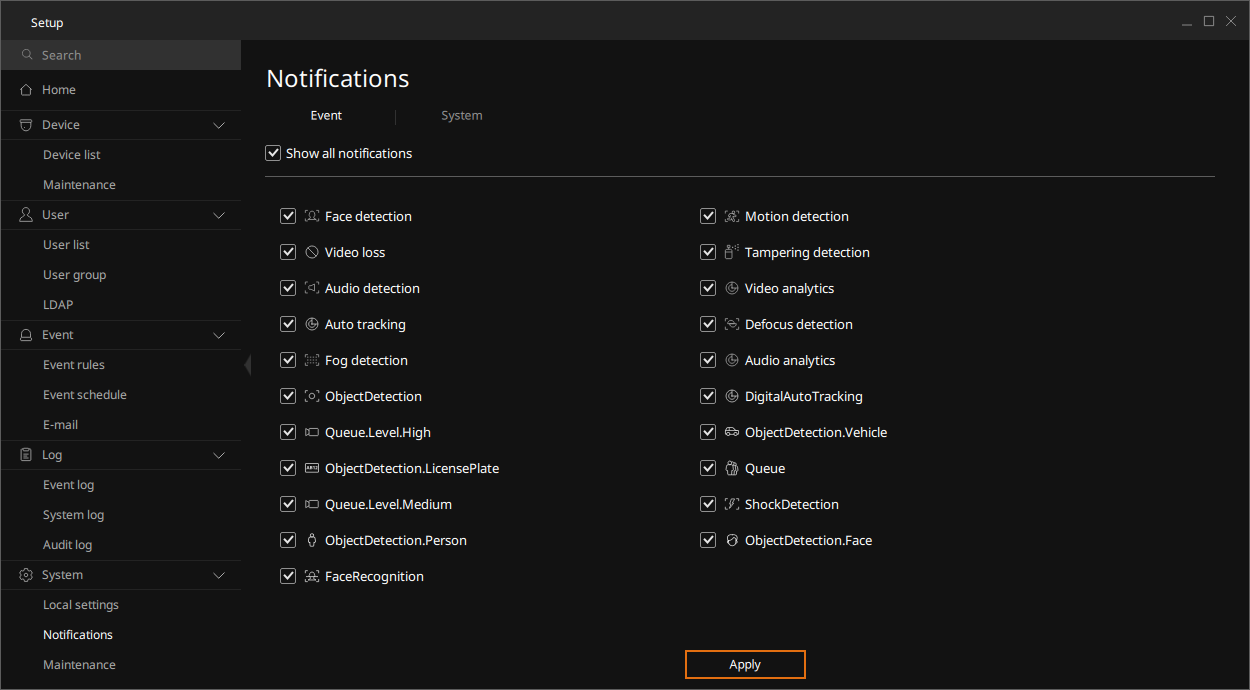 Setup
Search
Home
Device
Device list
Maintenance
User
User list
User group
LDAP
Event
Event rules
Event schedule
E-mail
Log
Event log
System log
Audit log
System
Local settings
Notifications
Maintenance
Notifications
Event
System
Show all notifications
Face detection
Motion detection
Video loss
Tampering detection
Audio detection
Video analytics
Auto tracking
Defocus detection
Fog detection
Audio analytics
ObjectDetection
DigitalAutoTracking
Queue.Level.High
ObjectDetection.Vehicle
ObjectDetection.LicensePlate
Queue
Queue.Level.Medium
ShockDetection
ObjectDetection.Person
ObjectDetection.Face
FaceRecognition
Apply